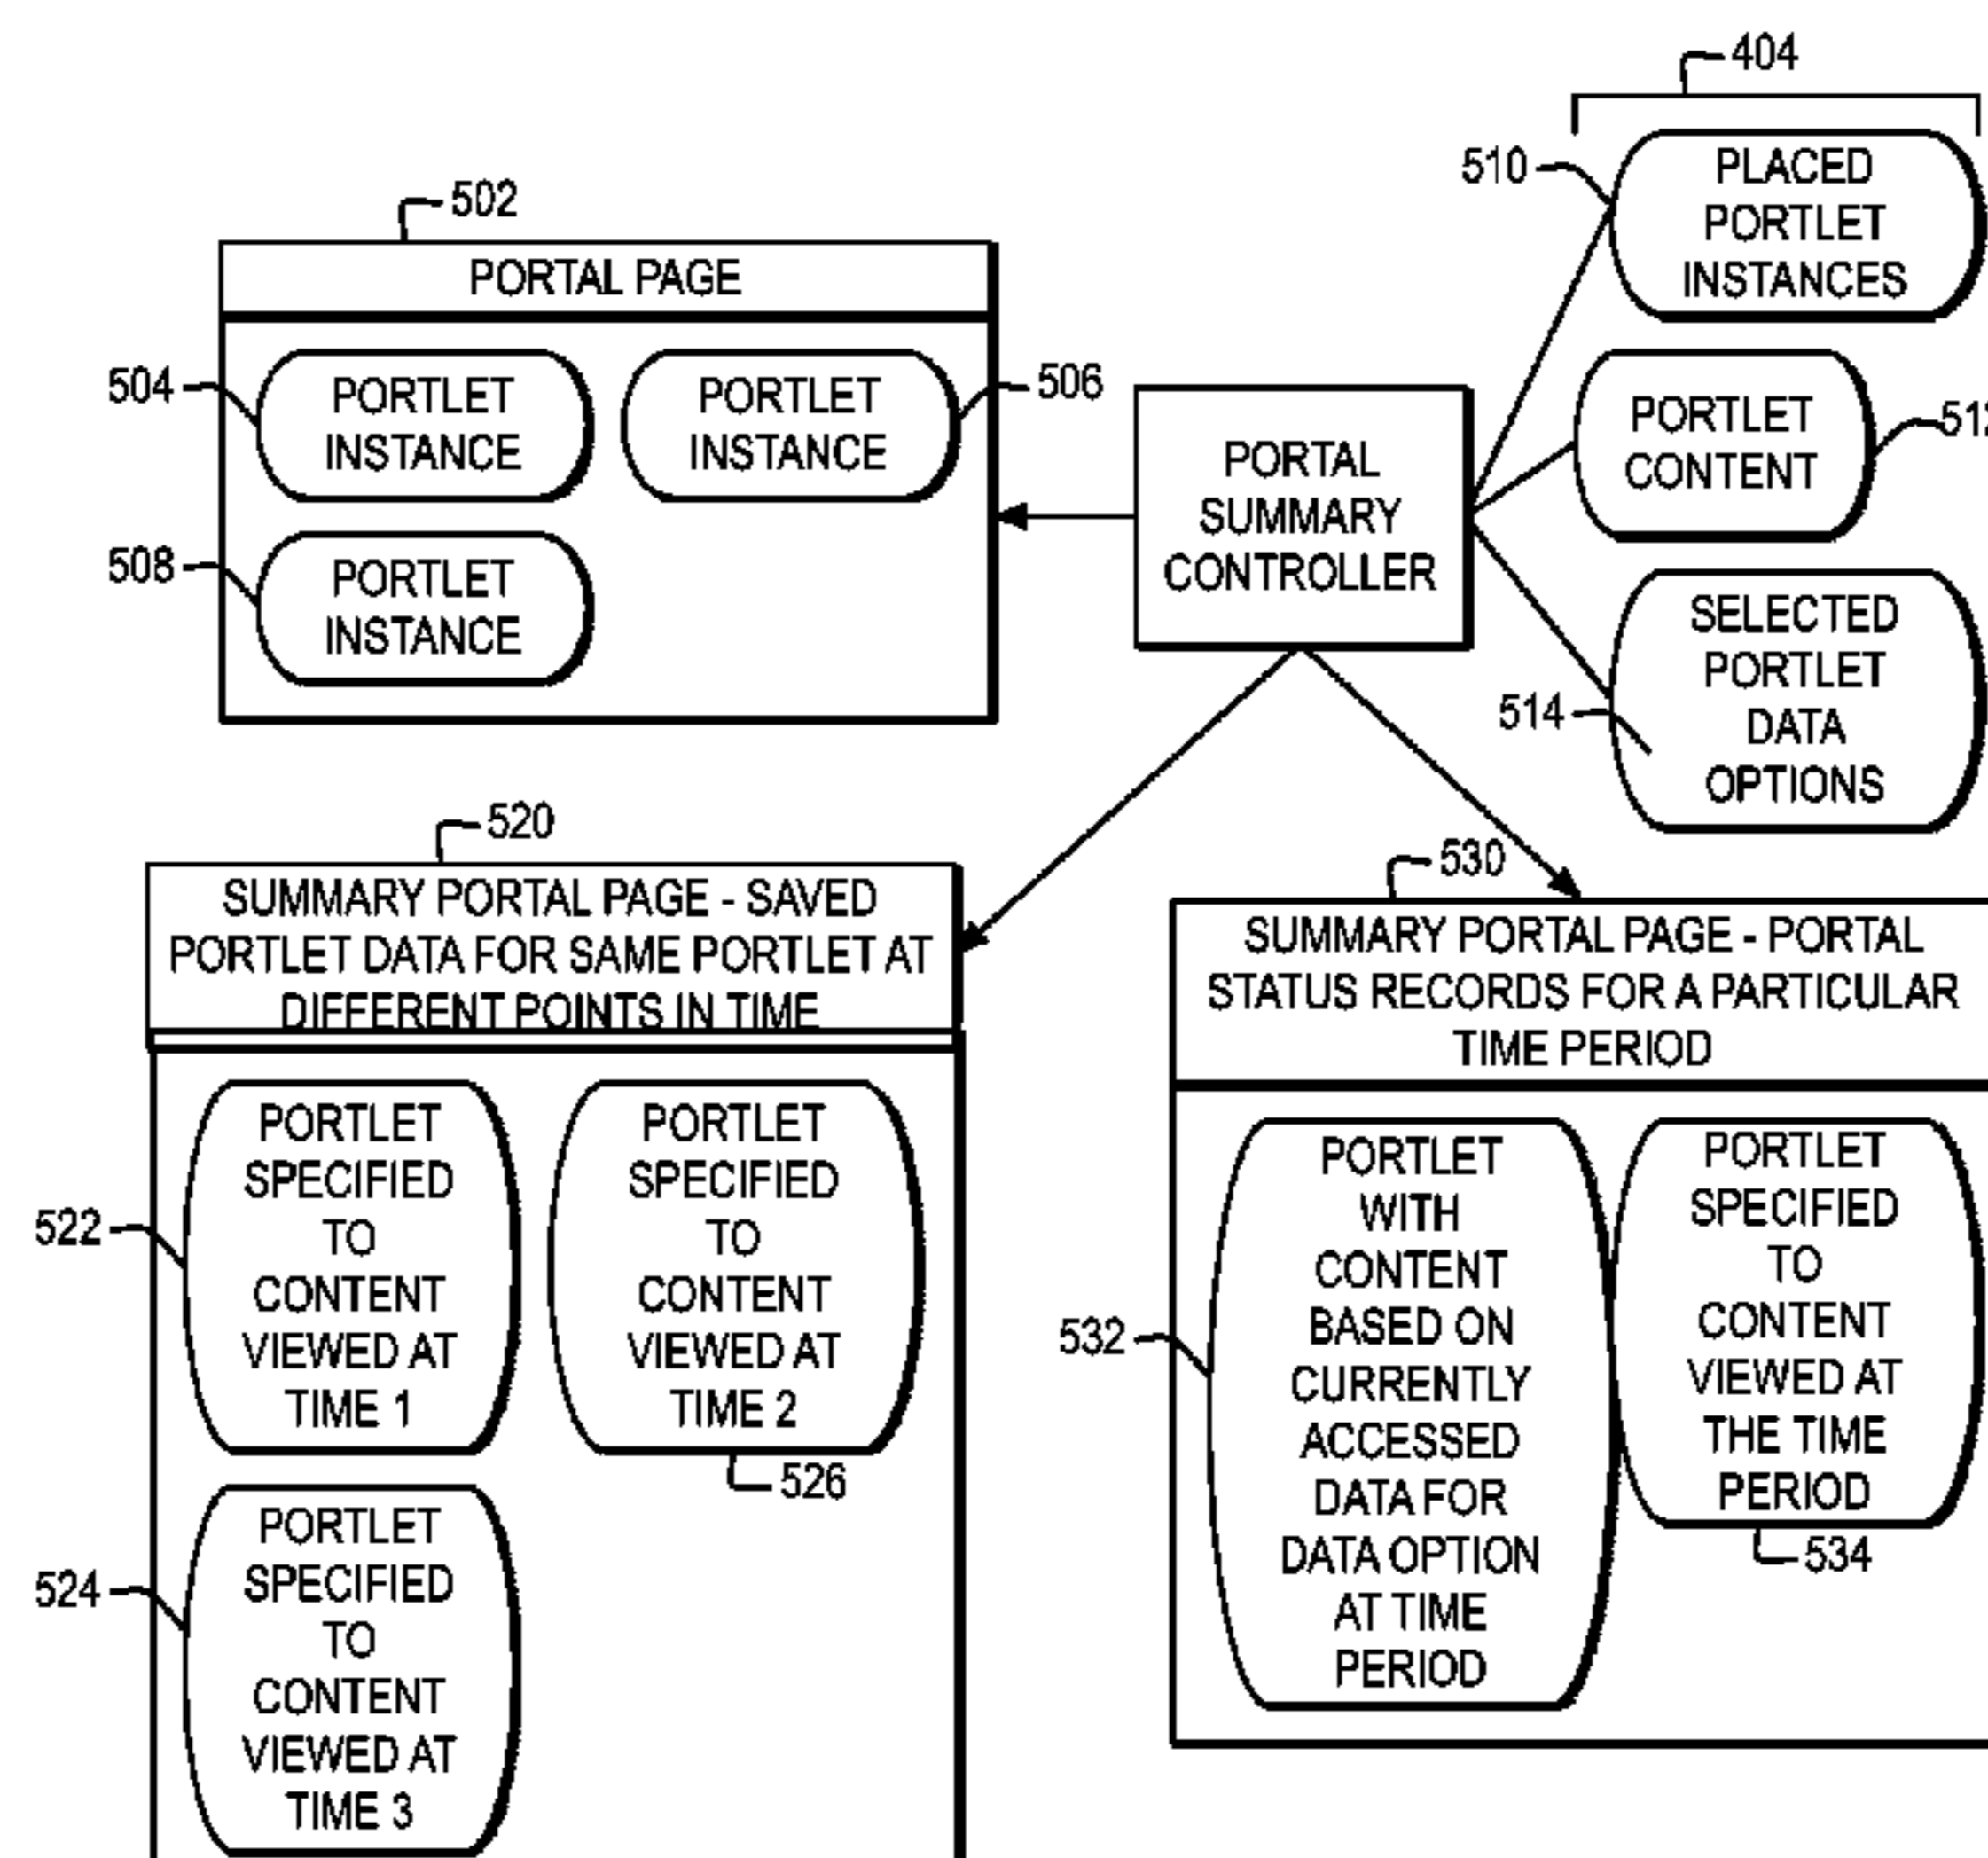 404
510
PLACED
PORTLET
INSTANCES
502
PORTAL PAGE
504
PORTLET
INSTANCE
PORTLET
INSTANCE
506
508
PORTLET
INSTANCE
PORTAL
SUMMARY
CONTROLLER
PORTLET
CONTENT
SELECTED
PORTLET
DATA
OPTIONS
514
520
SUMMARY PORTAL PAGE - SAVED
PORTLET DATA FOR SAME PORTLET AT
DIFFERENT POINTS IN TIME
522
PORTLET
SPECIFIED
TO
CONTENT
VIEWED AT
TIME 1
PORTLET
SPECIFIED
TO
CONTENT
VIEWED AT
TIME 2
526
524
PORTLET
SPECIFIED
TO
CONTENT
VIEWED AT
TIME 3
530
SUMMARY PORTAL PAGE - PORTAL
STATUS RECORDS FOR A PARTICULAR
TIME PERIOD
532
PORTLET
WITH
CONTENT
BASED ON
CURRENTLY
ACCESSED
DATA FOR
DATA OPTION
AT TIME
PERIOD
PORTLET
SPECIFIED
TO
CONTENT
VIEWED AT
THE TIME
PERIOD
534